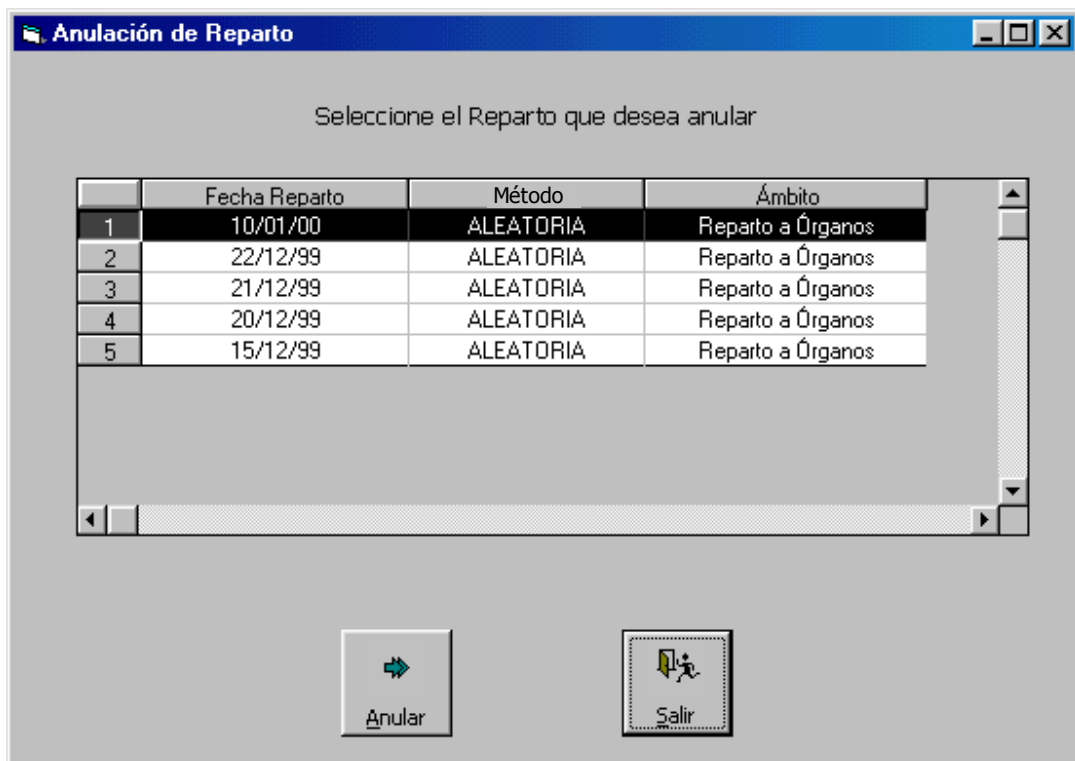 Anulación de Reparto
Seleccione el Reparto que desea anular
Fecha Reparto Método Ámbito
1 10/01/00 ALEATORIA Reparto a Órganos
2 22/12/99 ALEATORIA Reparto a Órganos
3 21/12/99 ALEATORIA Reparto a Órganos
4 20/12/99 ALEATORIA Reparto a Órganos
5 15/12/99 ALEATORIA Reparto a Órganos
Anular Salir